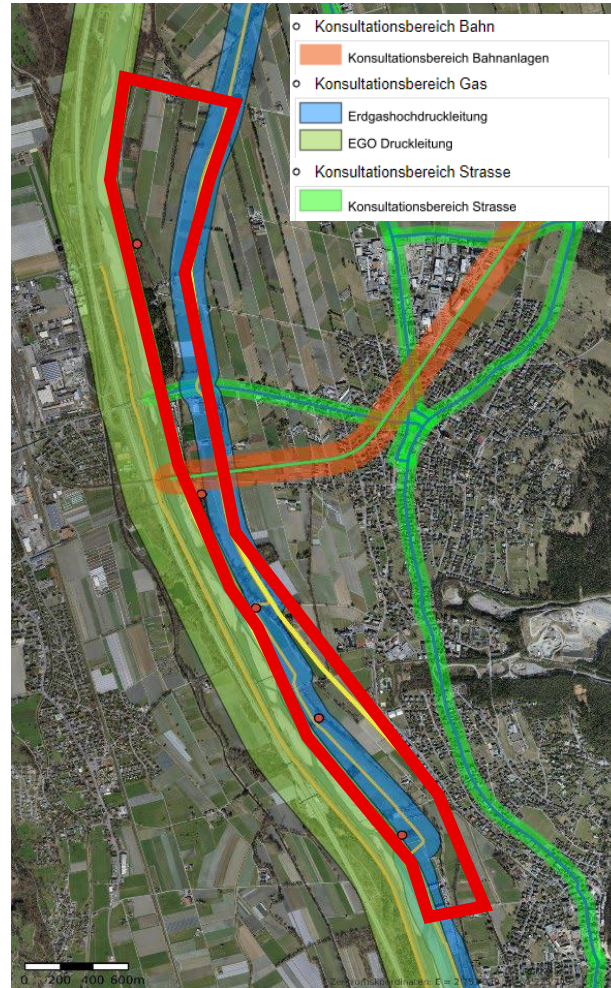 Konsultationsbereich Bahn
Konsultationsbereich Bahnanlagen
Konsultationsbereich Gas
Erdgashochdruckleitung
EGO Druckleitung
Konsultationsbereich Strasse
Konsultationsbereich Strasse
0 200 400 600m